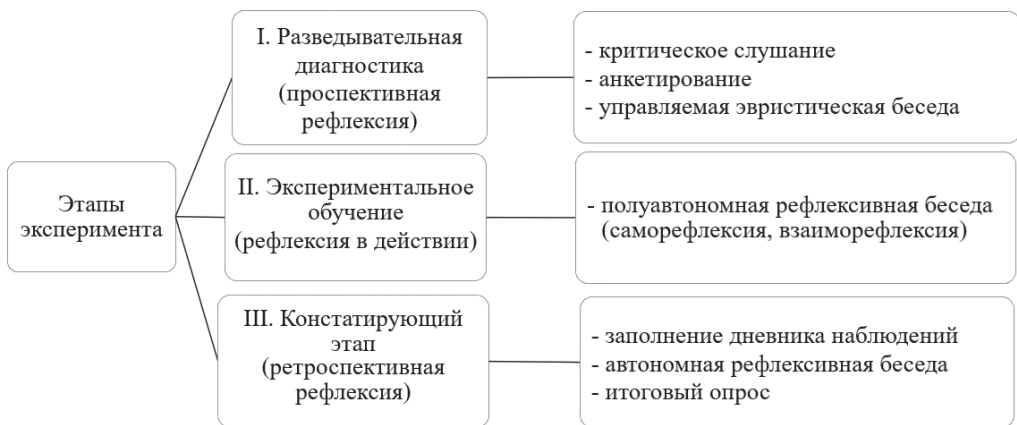 Этапы
эксперимента
I. Разведывательная
диагностика
(проспективная
рефлексия)
- критическое слушание
- анкетирование
- управляемая эвристическая беседа
II. Экспериментальное
обучение
(рефлексия в действии)
- полуавтономная рефлексивная беседа
(саморефлексия, взаиморефлексия)
III. Констатирующий
этап
(ретроспективная
рефлексия)
- заполнение дневника наблюдений
- автономная рефлексивная беседа
- итоговый опрос